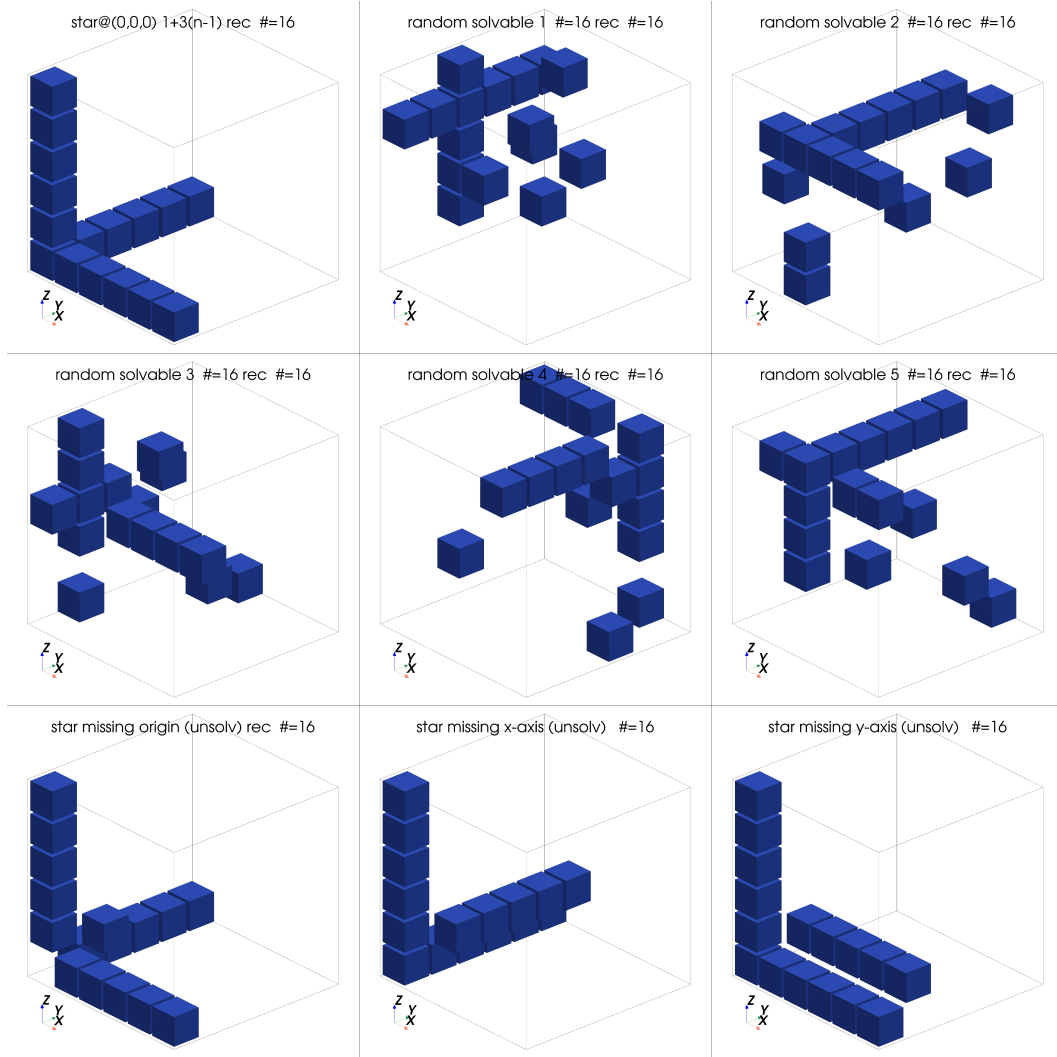 star@(0,0,0) 1+3(n-1) rec #=16
random solvable 1 #=16 rec #=16
random solvable 2 #=16 rec #=16
Z
Y
X
Z
Y
X
Z
Y
X
random solvable 3 #=16 rec #=16
random solvable 4 #=16 rec #=16
random solvable 5 #=16 rec #=16
Z
Y
X
Z
Y
X
Z
Y
X
star missing origin (unsolv) rec #=16
star missing x-axis (unsolv) #=16
star missing y-axis (unsolv) #=16
Z
Y
X
Z
Y
X
Z
Y
X